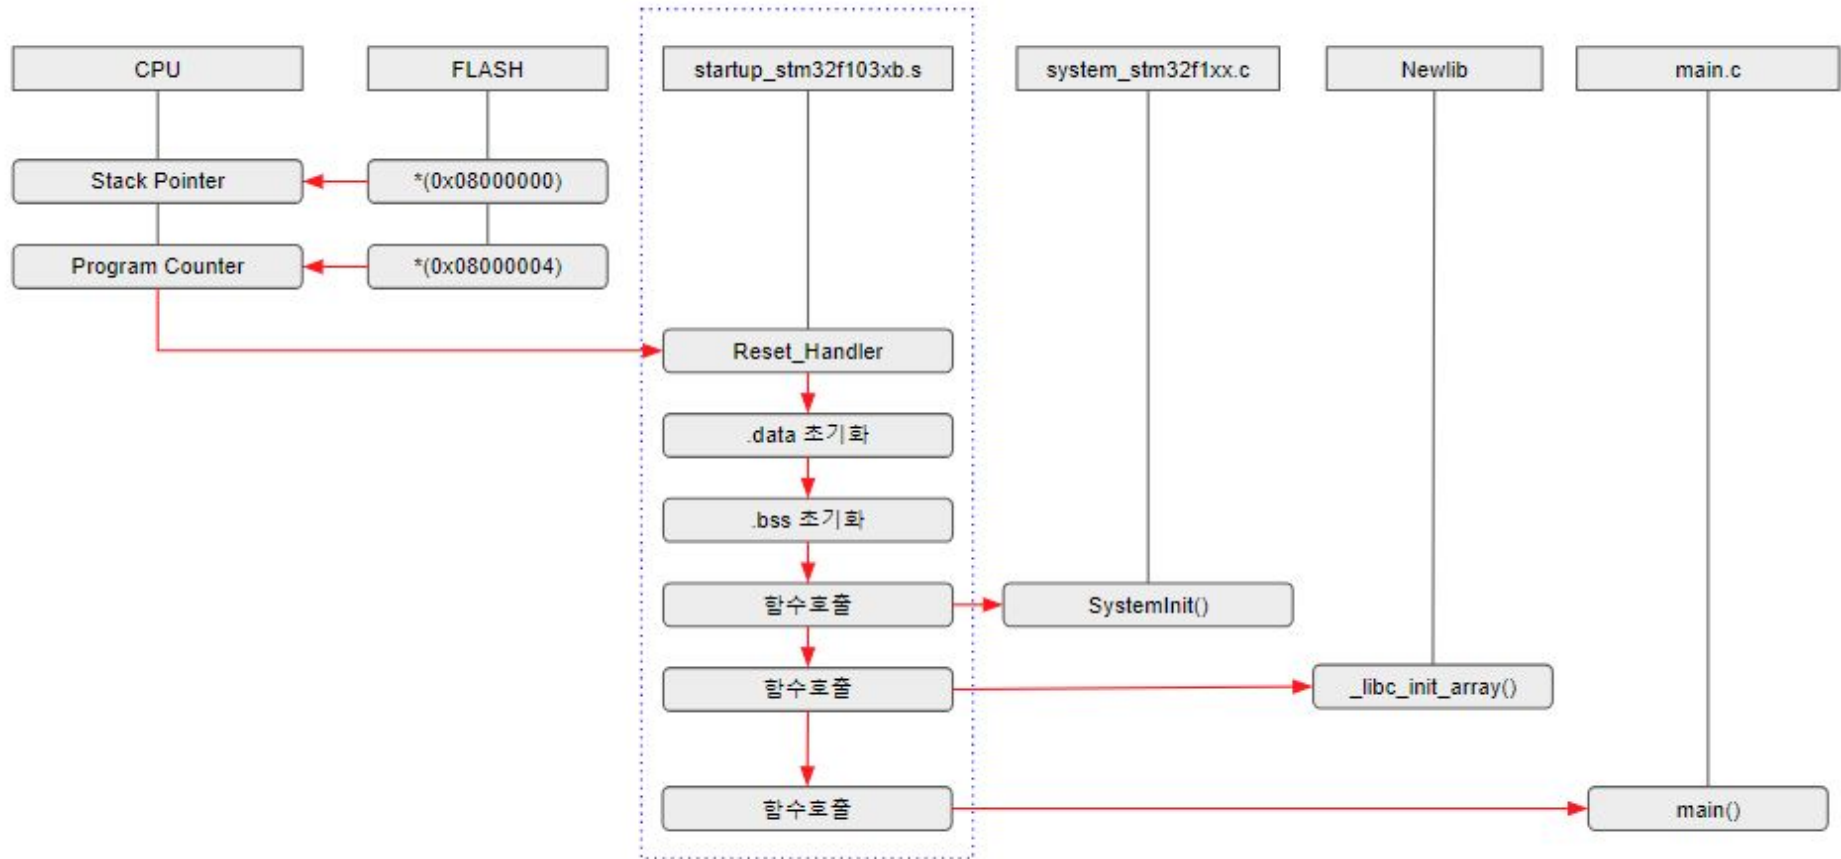 CPU
FLASH
startup_stm32f103xb.s
system_stm32f1xx.c
Newlib
main.c
Stack Pointer
*(0x08000000)
Program Counter
*(0x08000004)
Reset_Handler
.data 초기화
.bss 초기화
함수호출
SystemInit()
함수호출
_libc_init_array()
함수호출
main()